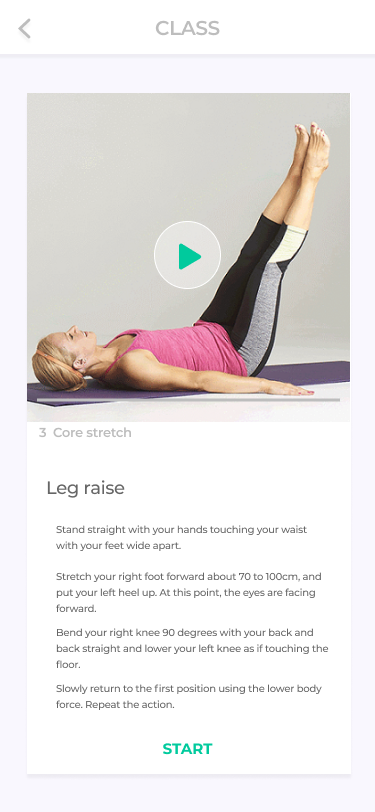 CLASS
3 Core stretch
Leg raise
Stand straight with your hands touching your waist
with your feet wide apart.
Stretch your right foot forward about 70 to 100cm, and
put your left heel up. At this point, the eyes are facing
forward.
Bend your right knee 90 degrees with your back and
back straight and lower your left knee as if touching the
floor.
Slowly return to the first position using the lower body
force. Repeat the action.
START